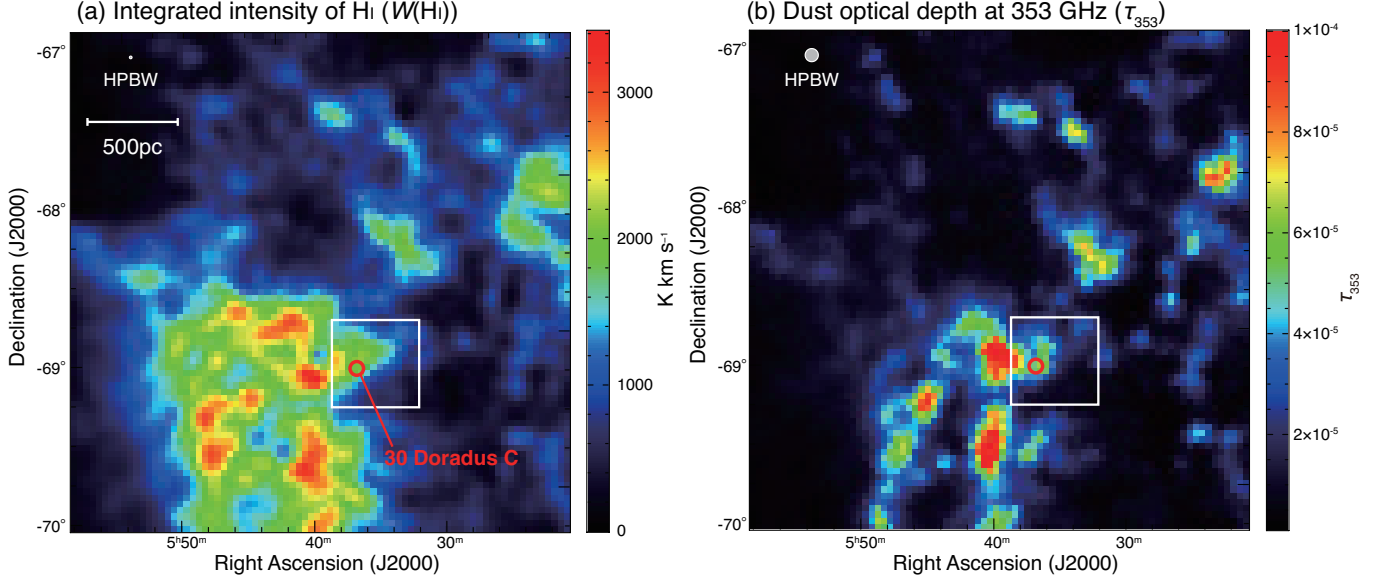 (a) Integrated intensity of HI (W(HI))
-67°
HPBW
500pc
-68°
-69°
-70°
Declination (J2000)
30 Doradus C
5ʰ50ᵐ 40ᵐ 30ᵐ
Right Ascension (J2000)
3000
2000
1000
0
K km s⁻¹
(b) Dust optical depth at 353 GHz (τ₃₅₃)
-67°
HPBW
-68°
-69°
-70°
Declination (J2000)
5ʰ50ᵐ 40ᵐ 30ᵐ
Right Ascension (J2000)
1×10⁻⁴
8×10⁻⁵
6×10⁻⁵
4×10⁻⁵
2×10⁻⁵
τ₃₅₃